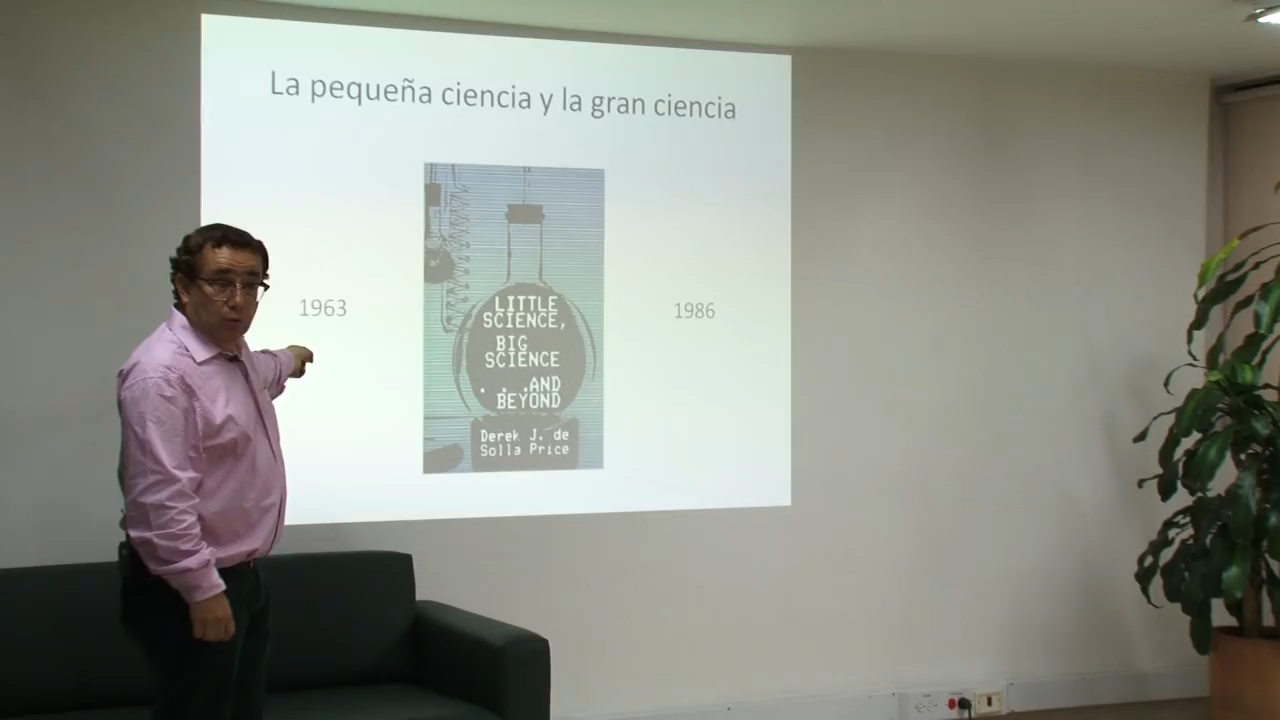 La pequeña ciencia y la gran ciencia
1963
LITTLE
SCIENCE,
BIG
SCIENCE
. . .AND
BEYOND
Derek J. de
Solla Price
1986